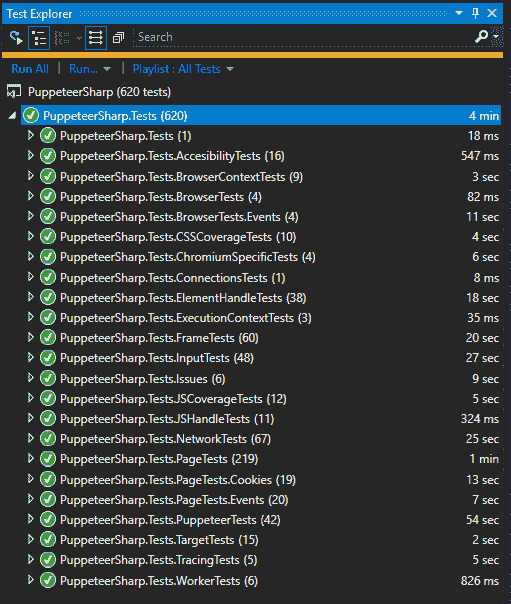 Test Explorer
Search
Run All | Run... Playlist : All Tests
PuppeteerSharp (620 tests)
PuppeteerSharp.Tests (620) 4 min
PuppeteerSharp.Tests (1) 18 ms
PuppeteerSharp.Tests.AccesibilityTests (16) 547 ms
PuppeteerSharp.Tests.BrowserContextTests (9) 3 sec
PuppeteerSharp.Tests.BrowserTests (4) 82 ms
PuppeteerSharp.Tests.BrowserTests.Events (4) 11 sec
PuppeteerSharp.Tests.CSSCoverageTests (10) 4 sec
PuppeteerSharp.Tests.ChromiumSpecificTests (4) 6 sec
PuppeteerSharp.Tests.ConnectionsTests (1) 8 ms
PuppeteerSharp.Tests.ElementHandleTests (38) 18 sec
PuppeteerSharp.Tests.ExecutionContextTests (3) 35 ms
PuppeteerSharp.Tests.FrameTests (60) 20 sec
PuppeteerSharp.Tests.InputTests (48) 27 sec
PuppeteerSharp.Tests.Issues (6) 9 sec
PuppeteerSharp.Tests.JSCoverageTests (12) 5 sec
PuppeteerSharp.Tests.JSHandleTests (11) 324 ms
PuppeteerSharp.Tests.NetworkTests (67) 25 sec
PuppeteerSharp.Tests.PageTests (219) 1 min
PuppeteerSharp.Tests.PageTests.Cookies (19) 13 sec
PuppeteerSharp.Tests.PageTests.Events (20) 7 sec
PuppeteerSharp.Tests.PuppeteerTests (42) 54 sec
PuppeteerSharp.Tests.TargetTests (15) 2 sec
PuppeteerSharp.Tests.TracingTests (5) 5 sec
PuppeteerSharp.Tests.WorkerTests (6) 826 ms